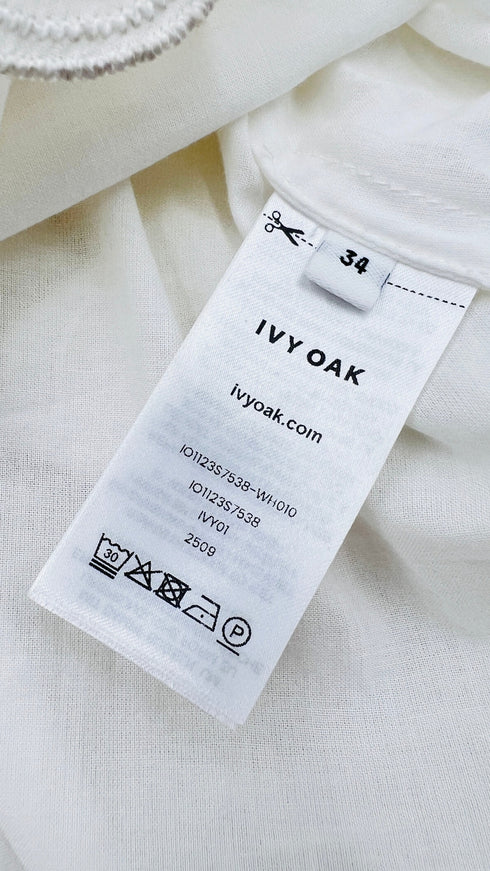 34
IVY OAK
ivyoak.com
IO1123S7538-WH010
IO1123S7538
IVY01
2509
30
P